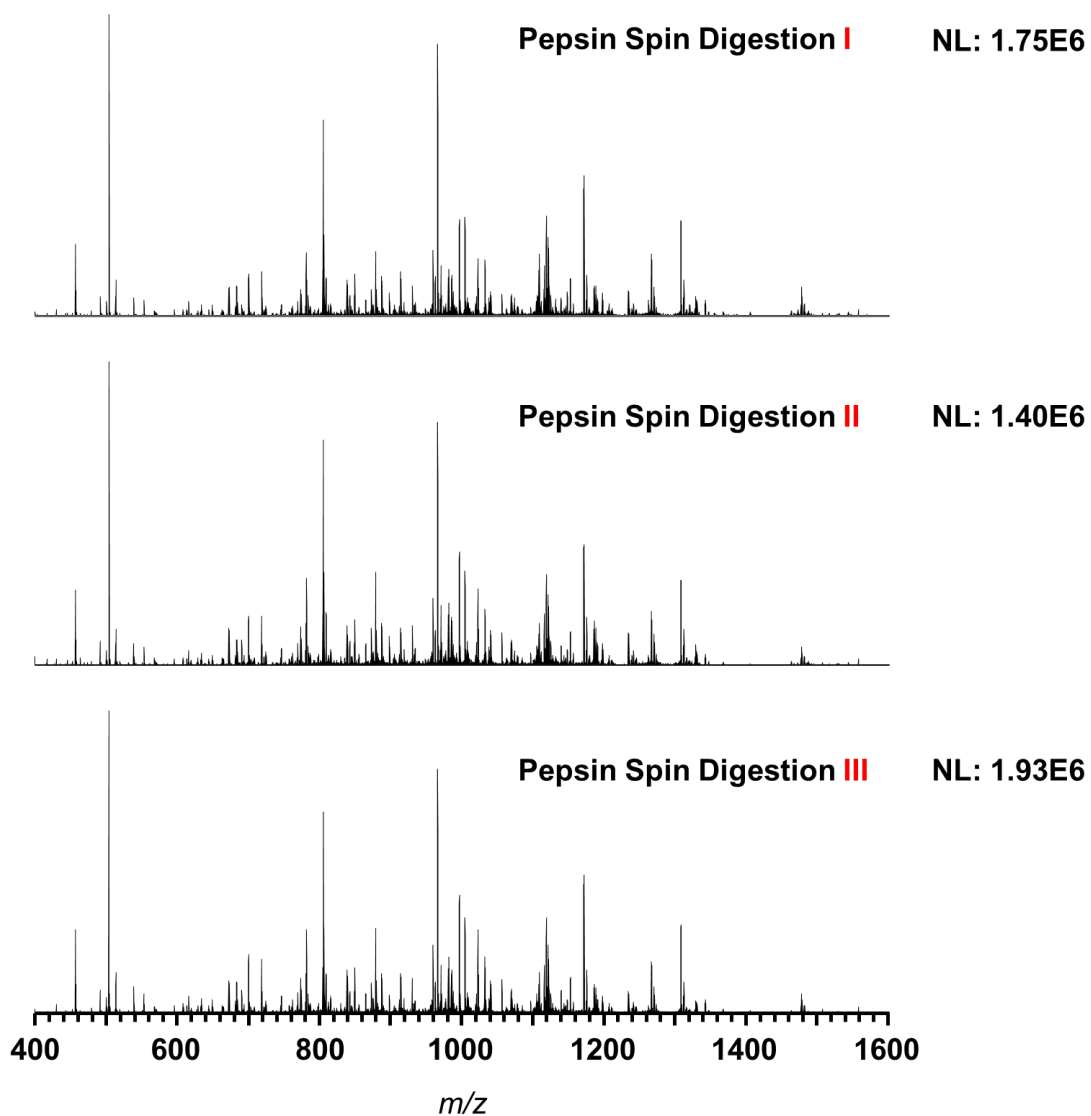 Pepsin Spin Digestion I NL: 1.75E6
Pepsin Spin Digestion II NL: 1.40E6
Pepsin Spin Digestion III NL: 1.93E6
400 600 800 1000 1200 1400 1600
m/z